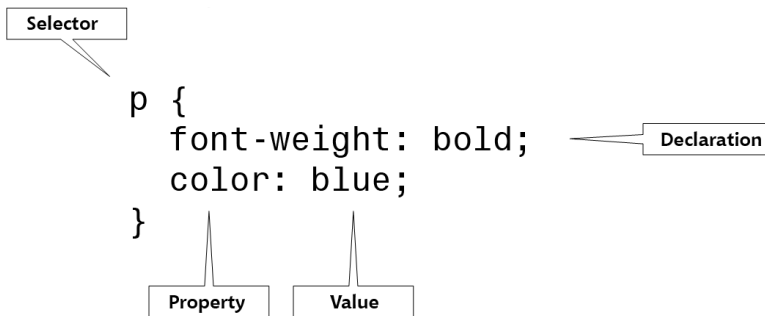 Selector
p {
font-weight: bold;
Declaration
color: blue;
}
Property
Value